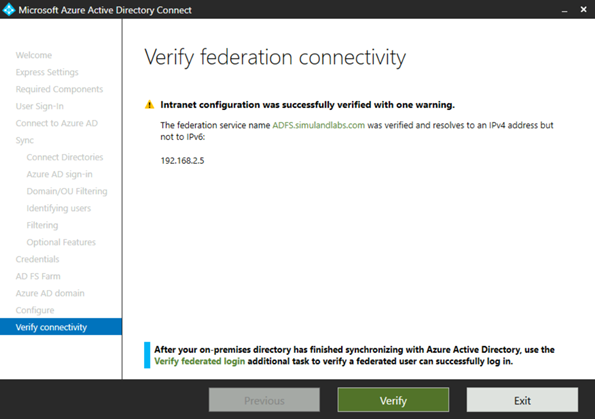 Microsoft Azure Active Directory Connect
Verify federation connectivity
Welcome
Express Settings
Required Components
User Sign-In
Connect to Azure AD
Sync
Connect Directories
Azure AD sign-in
Domain/OU Filtering
Identifying users
Filtering
Optional Features
Credentials
AD FS Farm
Azure AD domain
Configure
Verify connectivity
Intranet configuration was successfully verified with one warning.
The federation service name ADFS.simulandlabs.com was verified and resolves to an IPv4 address but
not to IPv6:
192.168.2.5
After your on-premises directory has finished synchronizing with Azure Active Directory, use the
Verify federated login additional task to verify a federated user can successfully log in.
Previous
Verify
Exit